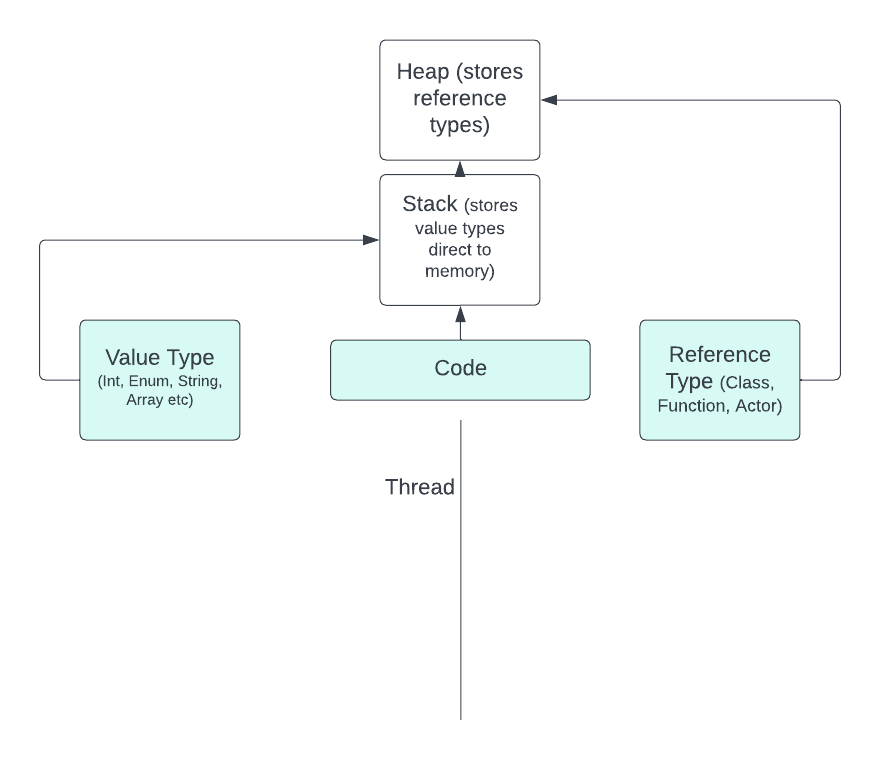 Heap (stores
reference
types)
Stack (stores
value types
direct to
memory)
Value Type
(Int, Enum, String,
Array etc)
Code
Reference
Type (Class,
Function, Actor)
Thread